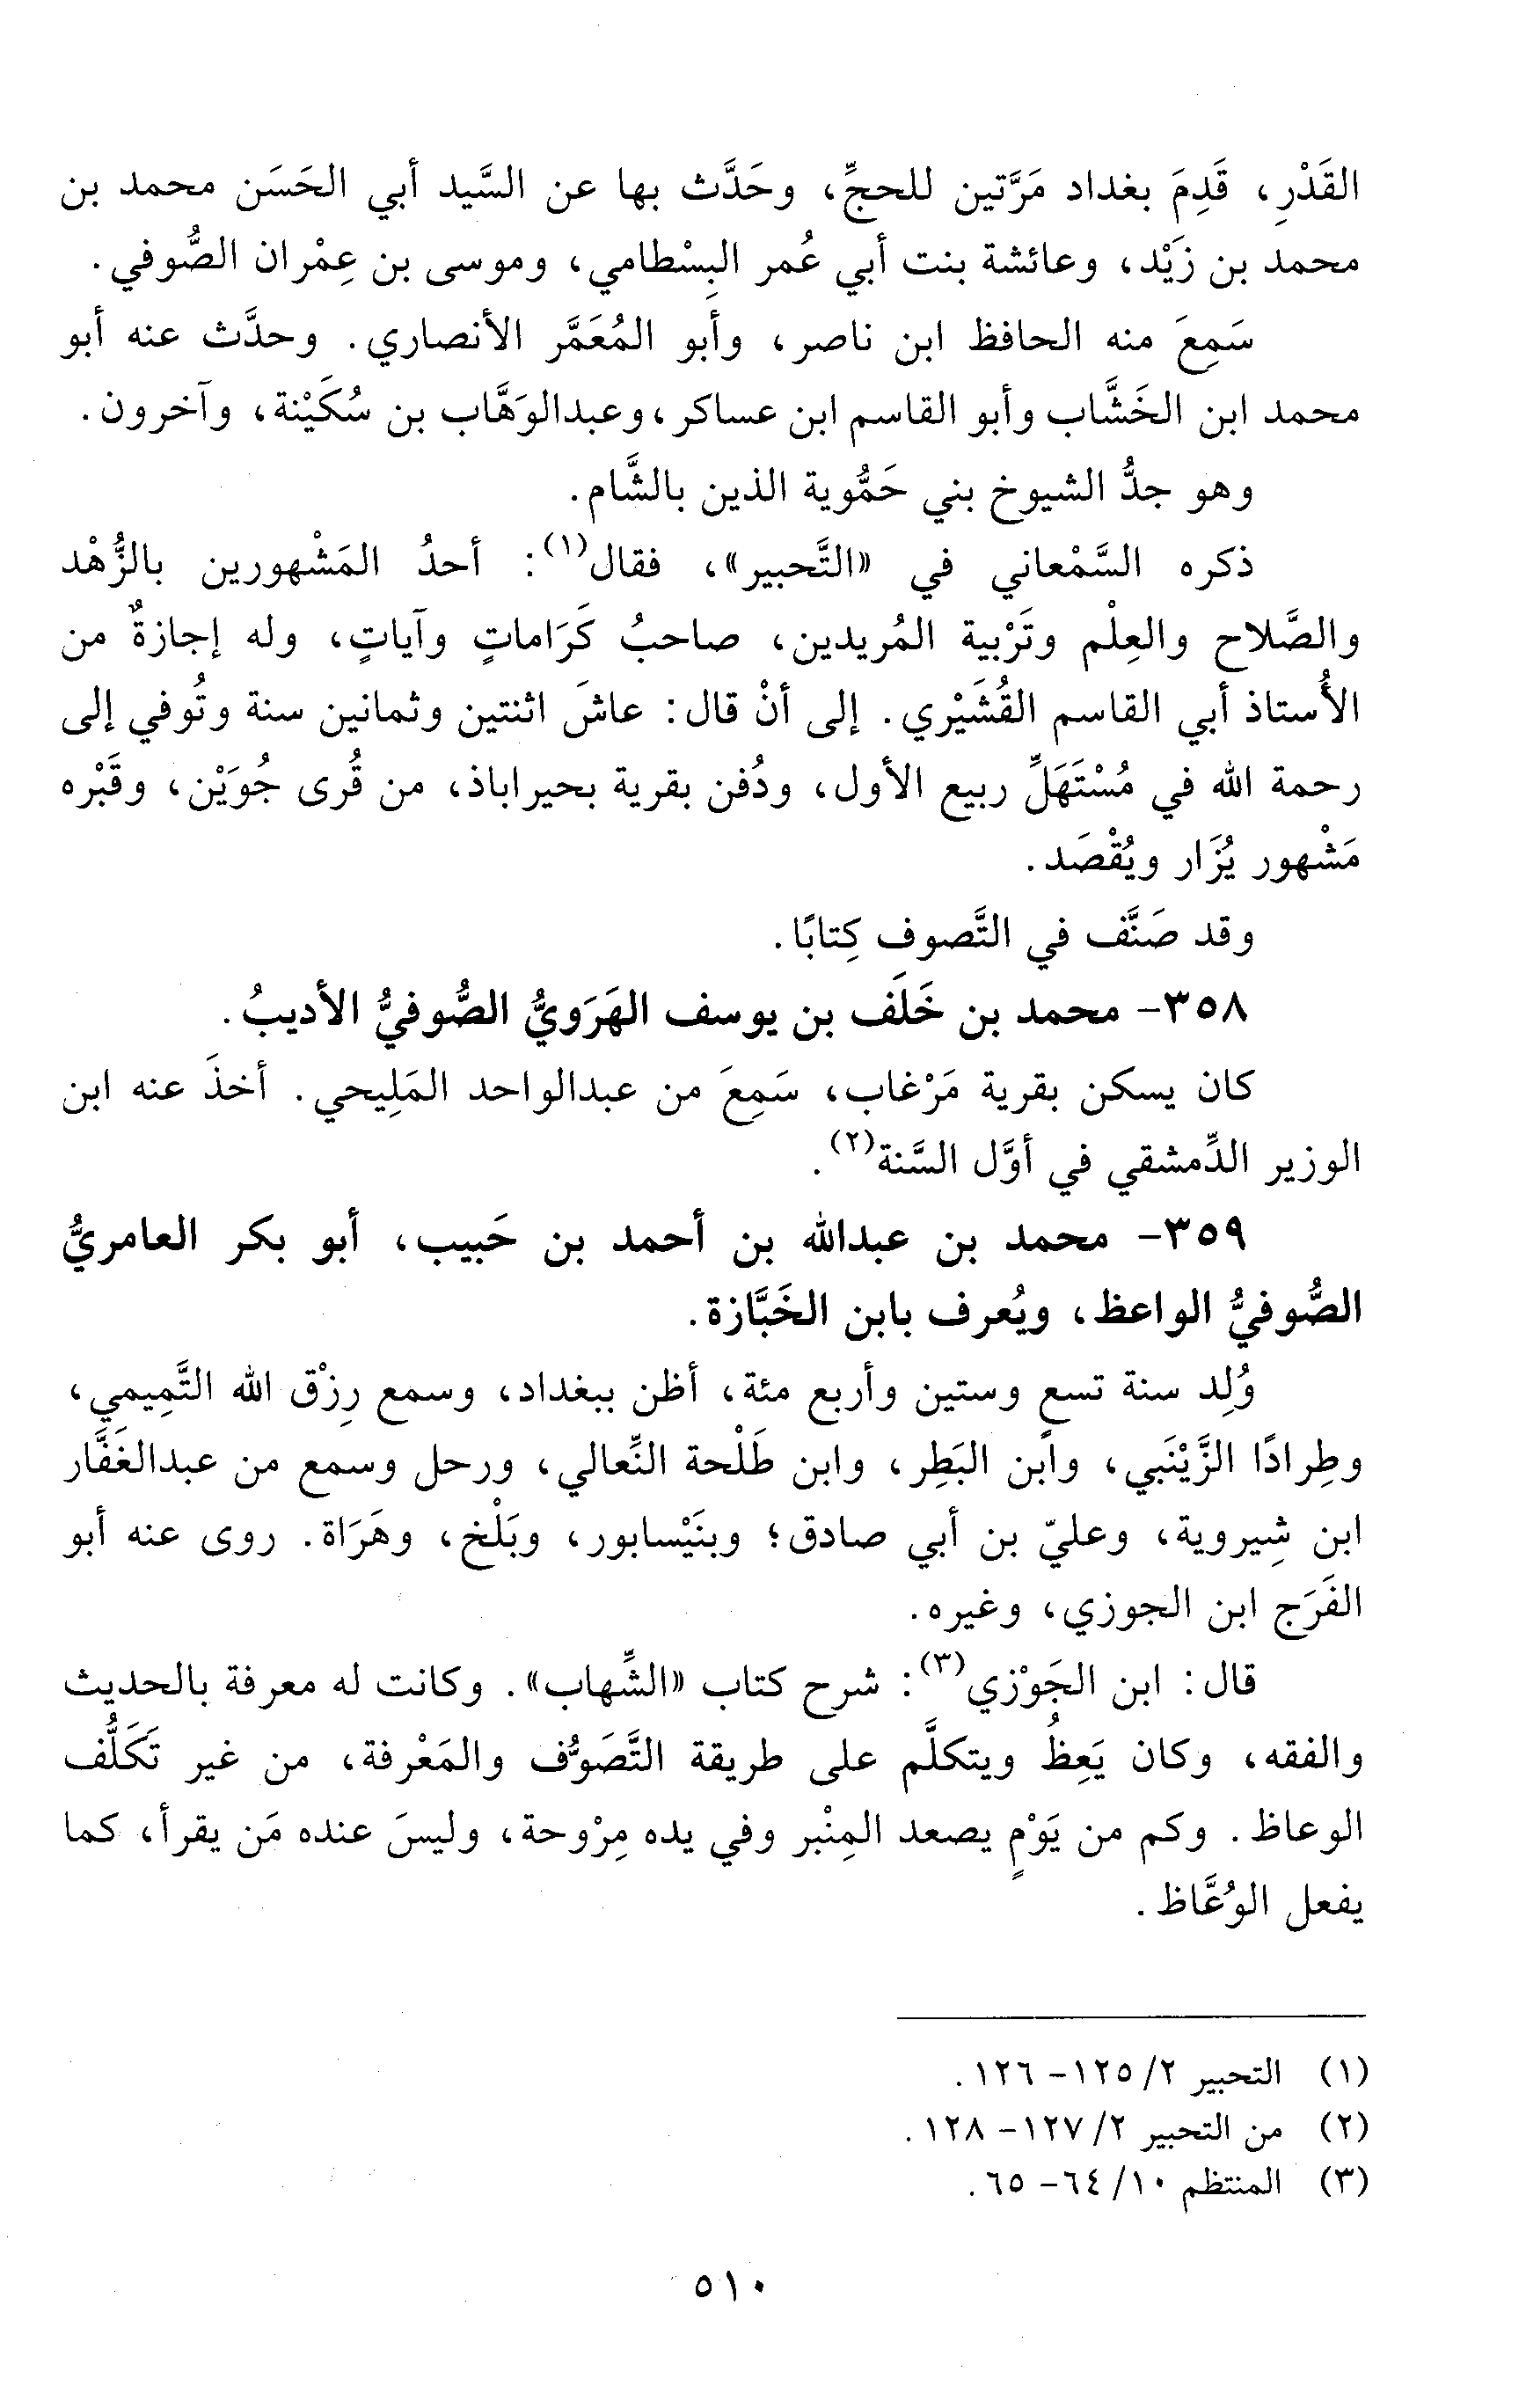 القَدْرِ، قَدِمَ بغداد مَرَّتين للحجِّ، وحَدَّث بها عن السَّيد أبي الحَسَن محمد بن
محمد بن زَيْد، وعائشة بنت أبي عُمر البِسْطامي، وموسى بن عِمْران الصُّوفي.
سَمِعَ منه الحافظ ابن ناصر، وأبو المُعَمَّر الأنصاري. وحدَّث عنه أبو
محمد ابن الخَشَّاب وأبو القاسم ابن عساكر، وعبدالوَهَّاب بن سُكَيْنة، وآخرون.
وهو جدُّ الشيوخ بني حَمُّوية الذين بالشَّام.
ذكره السَّمْعاني في «التَّحبير»، فقال(١): أحدُ المَشْهورين بالزُّهْد
والصَّلاح والعِلْم وتَرْبية المُريدين، صاحبُ كَرَاماتٍ وآياتٍ، وله إجازةٌ من
الأُستاذ أبي القاسم القُشَيْري. إلى أنْ قال: عاشَ اثنتين وثمانين سنة وتُوفي إلى
رحمة الله في مُسْتَهَلِّ ربيع الأول، ودُفن بقرية بحيراباذ، من قُرى جُوَيْن، وقَبْره
مَشْهور يُزَار ويُقْصَد.
وقد صَنَّف في التَّصوف كِتابًا.
٣٥٨- محمد بن خَلَف بن يوسف الهَرَويُّ الصُّوفيُّ الأديبُ.
كان يسكن بقرية مَرْغاب، سَمِعَ من عبدالواحد المَلِيحي. أخذَ عنه ابن
الوزير الدِّمشقي في أوَّل السَّنة(٢).
٣٥٩- محمد بن عبدالله بن أحمد بن حَبيب، أبو بكر العامريُّ
الصُّوفيُّ الواعظ، ويُعرف بابن الخَبَّازة.
وُلِد سنة تسعٍ وستين وأربع مئة، أظن ببغداد، وسمع رِزْق الله التَّمِيمي،
وطِرادًا الزَّيْنَبي، وابن البَطِر، وابن طَلْحة النِّعالي، ورحل وسمع من عبدالغَفَّار
ابن شِيروية، وعليّ بن أبي صادق؛ وبنَيْسابور، وبَلْخ، وهَرَاة. روى عنه أبو
الفَرَج ابن الجوزي، وغيره.
قال: ابن الجَوْزي(٣): شرح كتاب «الشِّهاب». وكانت له معرفة بالحديث
والفقه، وكان يَعِظُ ويتكلَّم على طريقة التَّصَوُّف والمَعْرفة، من غير تَكَلُّف
الوعاظ. وكم من يَوْمٍ يصعد المِنْبر وفي يده مِرْوحة، وليسَ عنده مَن يقرأ، كما
يفعل الوُعَّاظ.
(١) التحبير ٢/ ١٢٥- ١٢٦.
(٢) من التحبير ٢/ ١٢٧- ١٢٨.
(٣) المنتظم ١٠/ ٦٤- ٦٥.
٥١٠